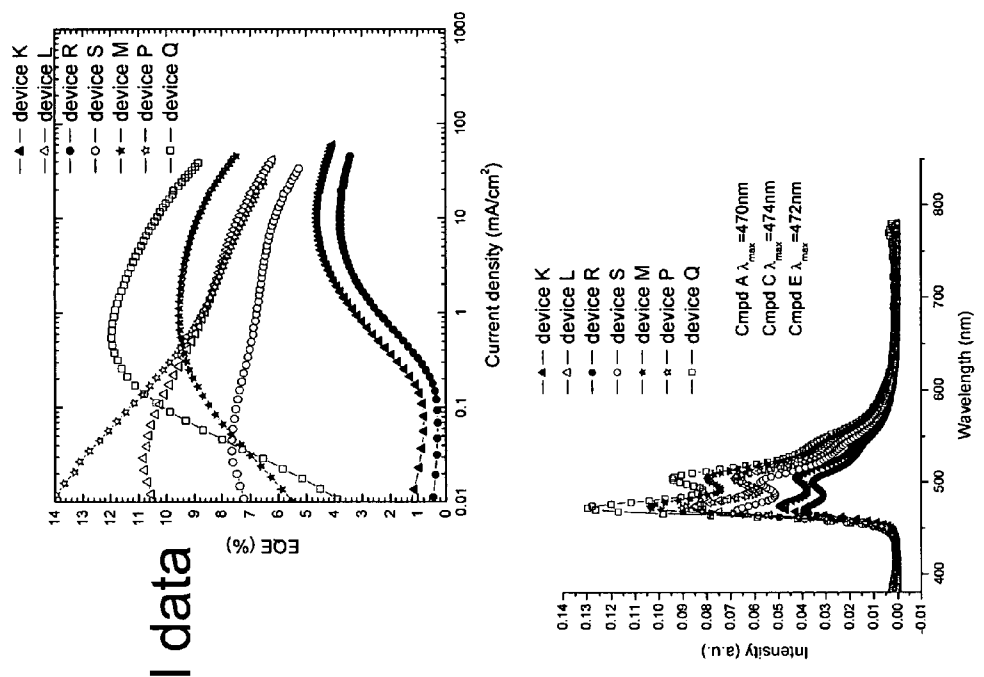 l data
device K
device L
device R
device S
device M
device P
device Q
14
13
12
11
10
9
8
7
6
5
4
3
2
1
0
EQE (%)
0.01
0.1
1
10
100
1000
Current density (mA/cm²)
device K
device L
device R
device S
device M
device P
device Q
Cmpd A λmax =470nm
Cmpd C λmax =474nm
Cmpd E λmax =472nm
0.14
0.13
0.12
0.11
0.10
0.09
0.08
0.07
0.06
0.05
0.04
0.03
0.02
0.01
0.00
-0.01
Intensity (a.u.)
400
500
600
700
800
Wavelength (nm)